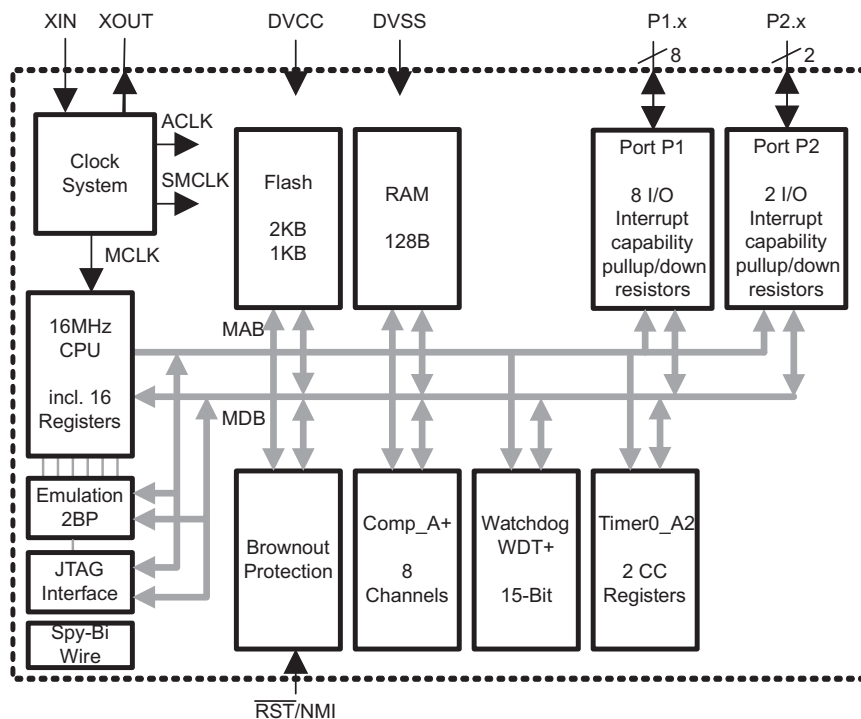 XIN XOUT DVCC DVSS P1.x P2.x
8 2
Clock
System
ACLK
SMCLK
MCLK
Flash
2KB
1KB
RAM
128B
Port P1
8 I/O
Interrupt
capability
pullup/down
resistors
Port P2
2 I/O
Interrupt
capability
pullup/down
resistors
16MHz
CPU
incl. 16
Registers
MAB
MDB
Emulation
2BP
JTAG
Interface
Spy-Bi
Wire
Brownout
Protection
Comp_A+
8
Channels
Watchdog
WDT+
15-Bit
Timer0_A2
2 CC
Registers
RST/NMI